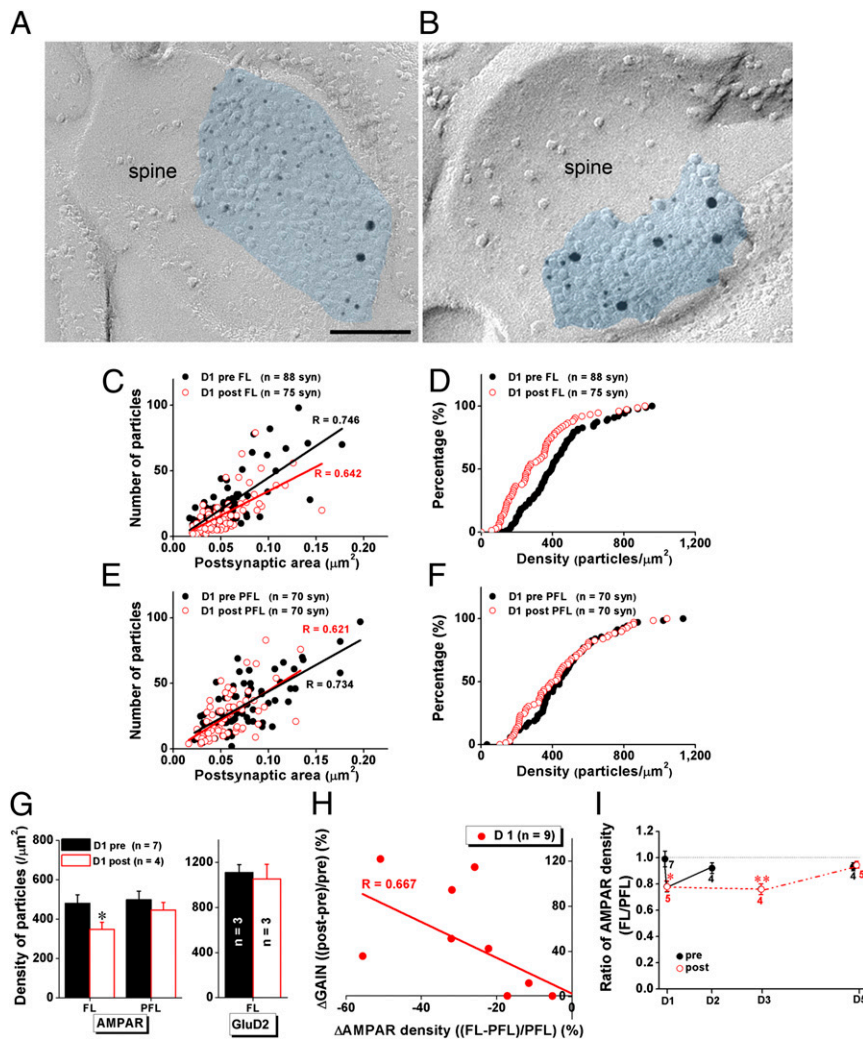 A
B
spine
spine
C
D1 pre FL (n = 88 syn)
D1 post FL (n = 75 syn)
Number of particles
100
50
0
R = 0.746
R = 0.642
0.00 0.05 0.10 0.15 0.20
Postsynaptic area (μm²)
D
D1 pre FL (n = 88 syn)
D1 post FL (n = 75 syn)
Percentage (%)
100
50
0
0 400 800 1,200
Density (particles/μm²)
E
D1 pre PFL (n = 70 syn)
D1 post PFL (n = 70 syn)
Number of particles
100
50
0
R = 0.621
R = 0.734
0.00 0.05 0.10 0.15 0.20
Postsynaptic area (μm²)
F
D1 pre PFL (n = 70 syn)
D1 post PFL (n = 70 syn)
Percentage (%)
100
50
0
0 400 800 1,200
Density (particles/μm²)
G
Density of particles (/μm²)
800
600
400
200
0
D1 pre (n = 7)
D1 post (n = 4)
*
FL PFL
AMPAR
1200
800
400
0
n = 3
n = 3
FL
GluD2
H
ΔGAIN ((post-pre)/pre) (%)
D 1 (n = 9)
R = 0.667
120
80
40
0
-60 -40 -20 0
ΔAMPAR density ((FL-PFL)/PFL) (%)
I
Ratio of AMPAR density
(FL/PFL)
1.4
1.2
1.0
0.8
0.6
0.4
0.2
0.0
7
*
5
4
**
4
4
5
pre
post
D1 D2 D3 D5